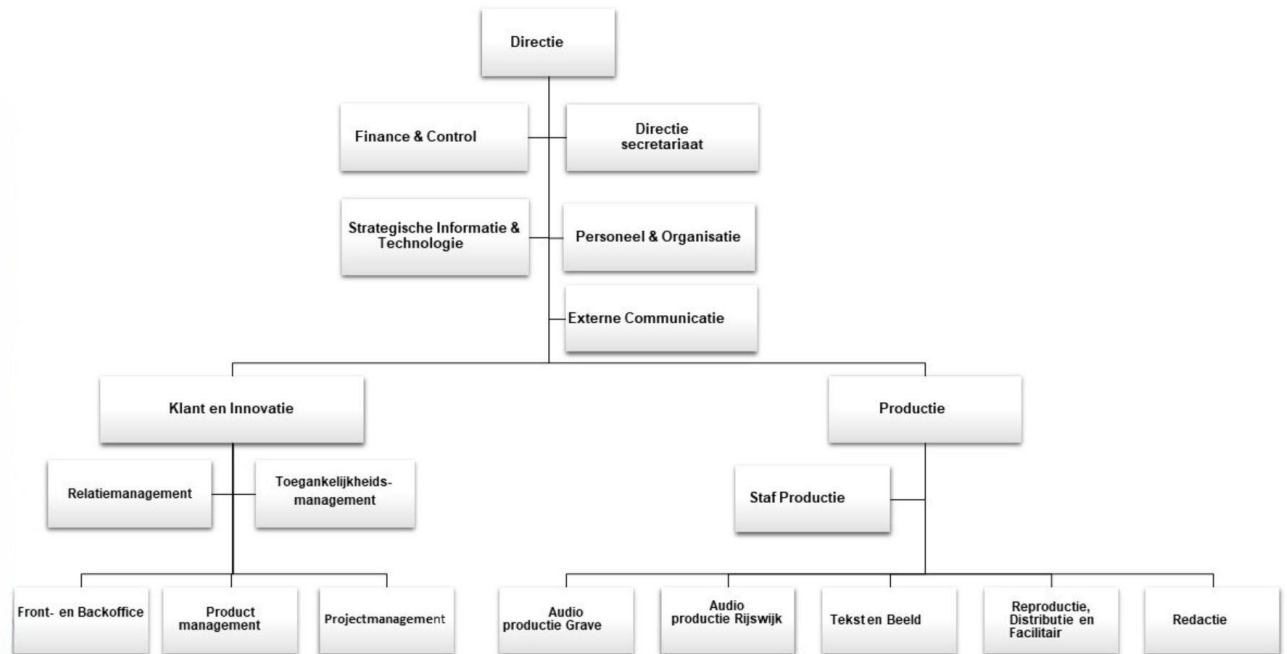 Directie
Finance & Control
Directie
secretariaat
Strategische Informatie &
Technologie
Personeel & Organisatie
Externe Communicatie
Klant en Innovatie
Productie
Relatiemanagement
Toegankelijkheids-
management
Staf Productie
Front- en Backoffice
Product
management
Projectmanagement
Audio
productie Grave
Audio
productie Rijswijk
Tekst en Beeld
Reproductie,
Distributie en
Facilitair
Redactie